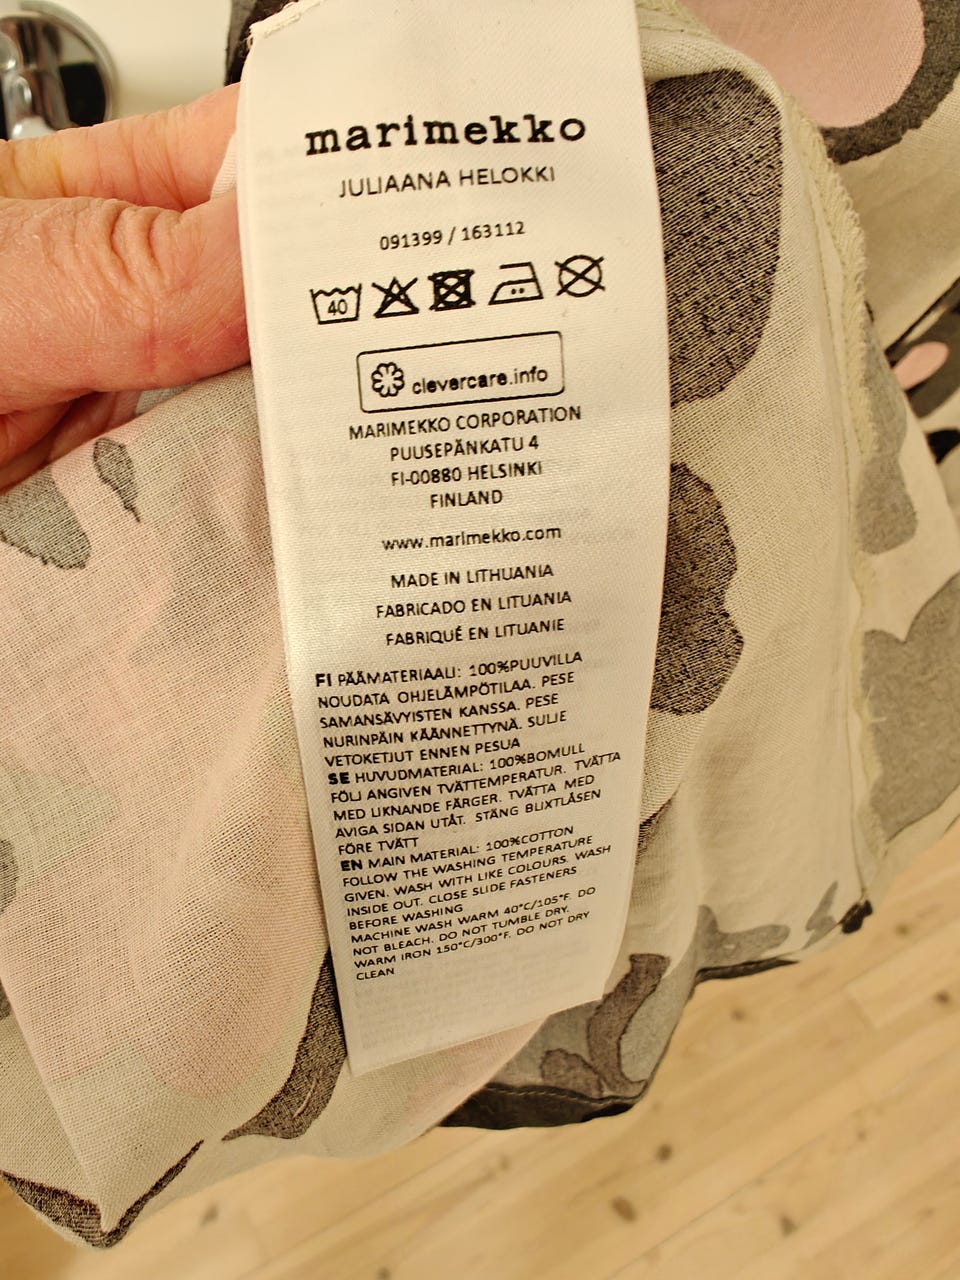 marimekko
JULIAANA HELOKKI
091399 / 163112
40
clevercare.info
MARIMEKKO CORPORATION
PUUSEPÄNKATU 4
FI-00880 HELSINKI
FINLAND
www.marimekko.com
MADE IN LITHUANIA
FABRICADO EN LITUANIA
FABRIQUÉ EN LITUANIE
FI PÄÄMATERIAALI: 100%PUUVILLA
NOUDATA OHJELÄMPÖTILAA. PESE
SAMANSÄVYISTEN KANSSA. PESE
NURINPÄIN KÄÄNNETTYNÄ. SULJE
VETOKETJUT ENNEN PESUA
SE HUVUDMATERIAL: 100%BOMULL
FÖLJ ANGIVEN TVÄTTEMPERATUR. TVÄTTA
MED LIKNANDE FÄRGER. TVÄTTA MED
AVIGA SIDAN UTÅT. STÄNG BLIXTLÅSEN
FÖRE TVÄTT
EN MAIN MATERIAL: 100%COTTON
FOLLOW THE WASHING TEMPERATURE
GIVEN. WASH WITH LIKE COLOURS. WASH
INSIDE OUT. CLOSE SLIDE FASTENERS
BEFORE WASHING
MACHINE WASH WARM 40°C/105°F. DO
NOT BLEACH. DO NOT TUMBLE DRY.
WARM IRON 150°C/300°F. DO NOT DRY
CLEAN